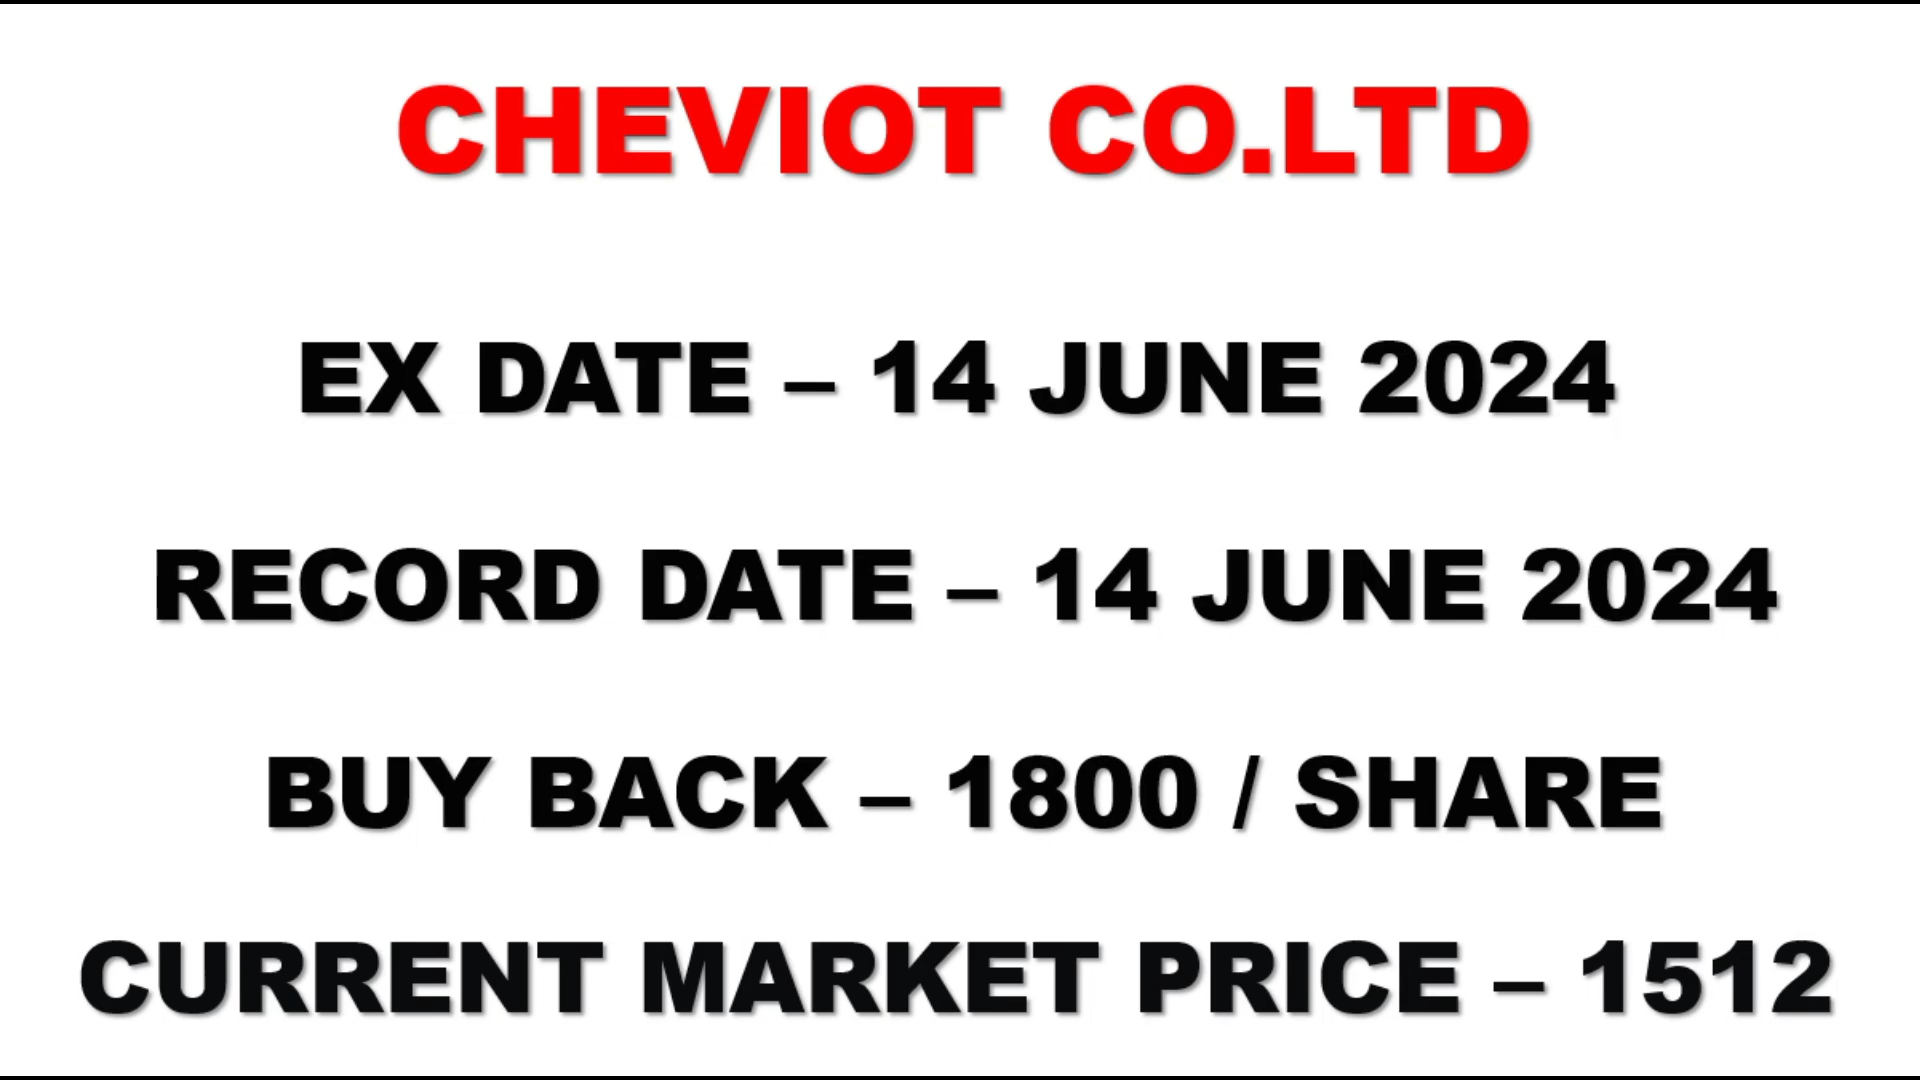 CHEVIOT CO.LTD
EX DATE – 14 JUNE 2024
RECORD DATE – 14 JUNE 2024
BUY BACK – 1800 / SHARE
CURRENT MARKET PRICE – 1512